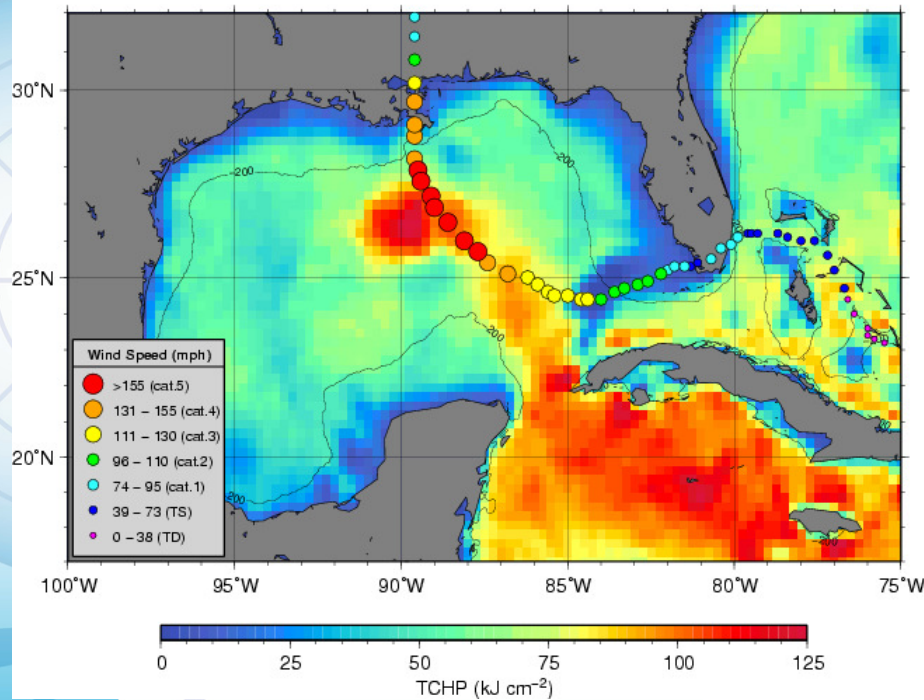 30°N
25°N
20°N
200
200
200
200
Wind Speed (mph)
>155 (cat.5)
131 – 155 (cat.4)
111 – 130 (cat.3)
96 – 110 (cat.2)
74 – 95 (cat.1)
39 – 73 (TS)
0 – 38 (TD)
100°W 95°W 90°W 85°W 80°W 75°W
0 25 50 75 100 125
TCHP (kJ cm⁻²)